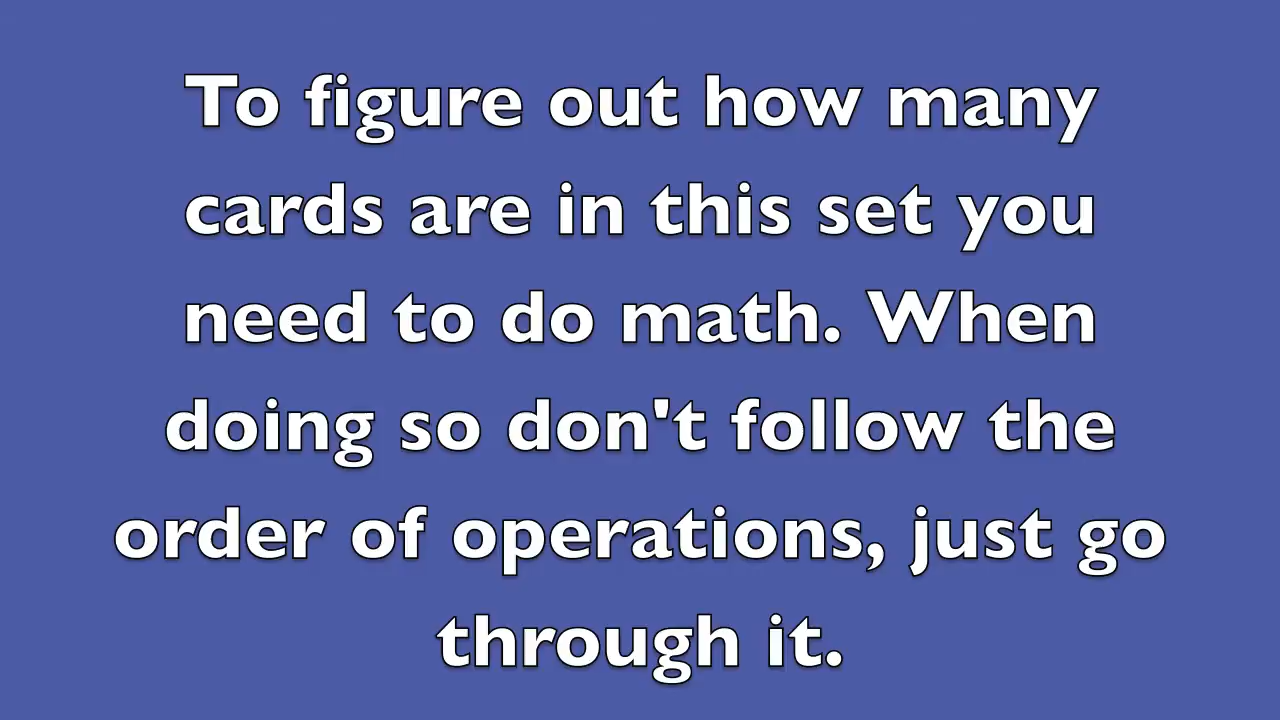 To figure out how many
cards are in this set you
need to do math. When
doing so don't follow the
order of operations, just go
through it.